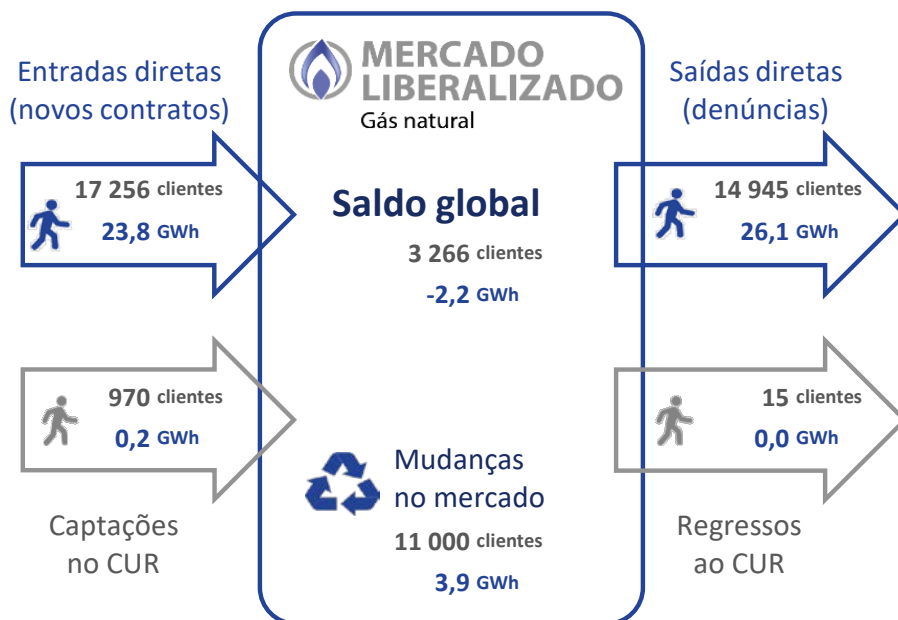 Entradas diretas
(novos contratos)
17 256 clientes
23,8 GWh
970 clientes
0,2 GWh
Captações
no CUR
MERCADO
LIBERALIZADO
Gás natural
Saldo global
3 266 clientes
-2,2 GWh
Mudanças
no mercado
11 000 clientes
3,9 GWh
Saídas diretas
(denúncias)
14 945 clientes
26,1 GWh
15 clientes
0,0 GWh
Regressos
ao CUR